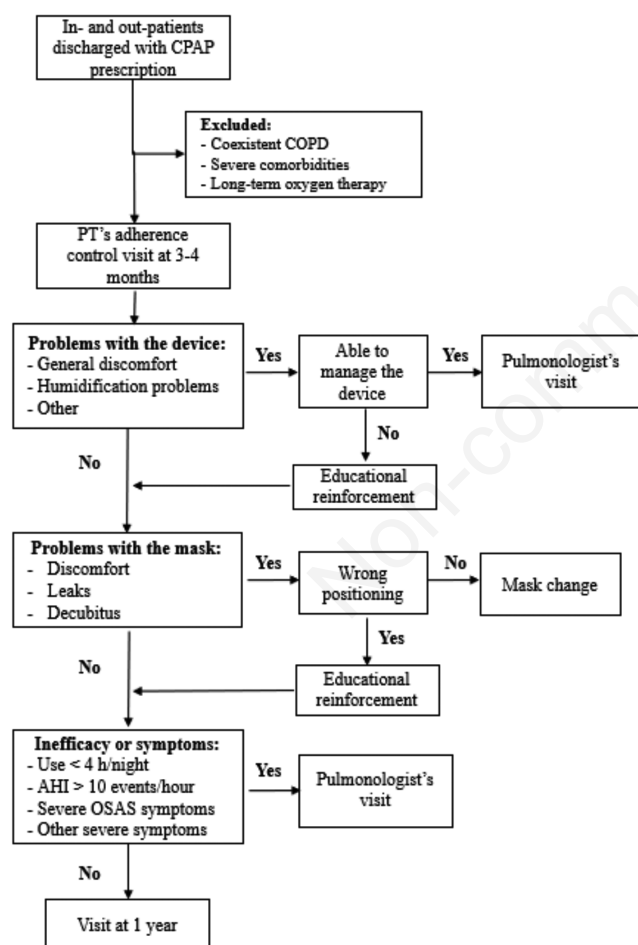 In- and out-patients
discharged with CPAP
prescription
Excluded:
- Coexistent COPD
- Severe comorbidities
- Long-term oxygen therapy
PT's adherence
control visit at 3-4
months
Problems with the device:
- General discomfort
- Humidification problems
- Other
Yes
Able to
manage the
device
Yes
Pulmonologist's
visit
No
No
Educational
reinforcement
Problems with the mask:
- Discomfort
- Leaks
- Decubitus
Yes
Wrong
positioning
No
Mask change
Yes
No
Educational
reinforcement
Inefficacy or symptoms:
- Use < 4 h/night
- AHI > 10 events/hour
- Severe OSAS symptoms
- Other severe symptoms
Yes
Pulmonologist's
visit
No
Visit at 1 year
Non-comm